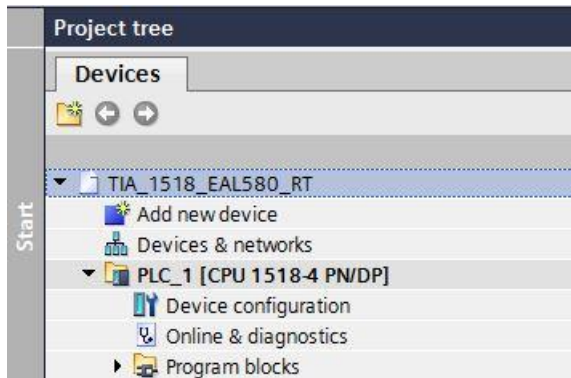 Project tree
Devices
Start
TIA_1518_EAL580_RT
Add new device
Devices & networks
PLC_1 [CPU 1518-4 PN/DP]
Device configuration
Online & diagnostics
Program blocks